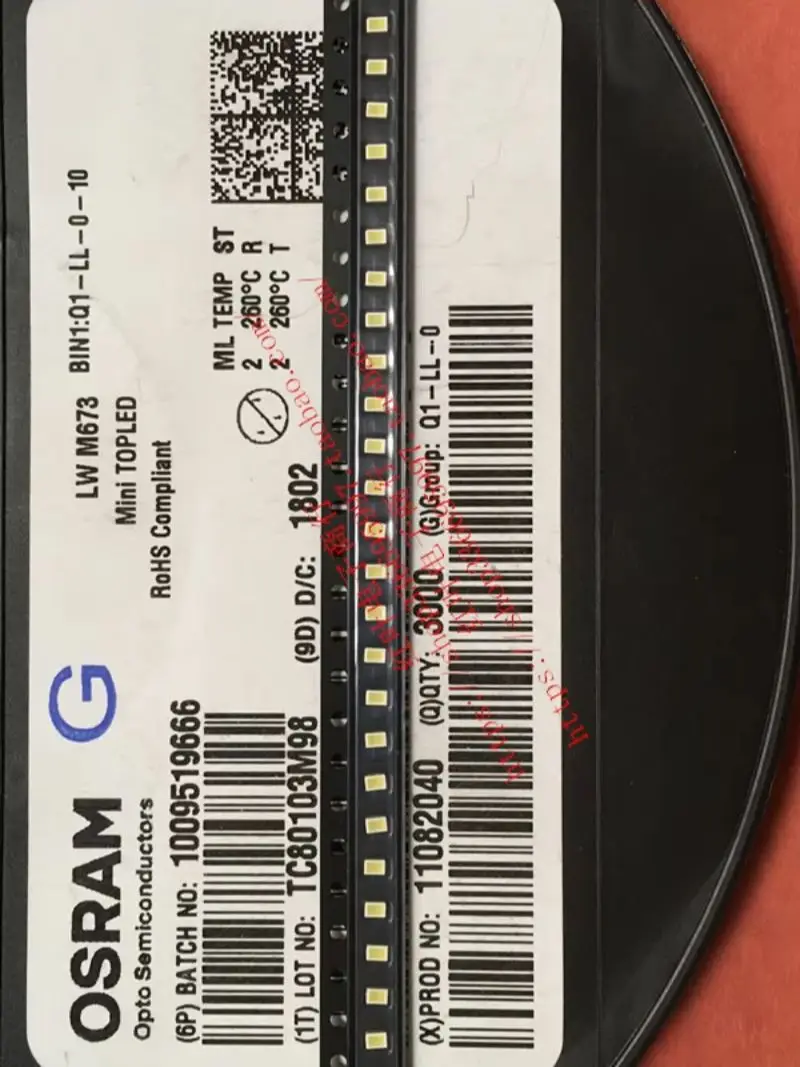 LW M673 BIN1:Q1-LL-0-10
Mini TOPLED
RoHS Compliant
ML TEMP ST
2 260°C R
2 260°C T
OSRAM
Opto Semiconductors
G
(6P) BATCH NO: 1009519666
(1T) LOT NO: TC80103M98 (9D) D/C: 1802
(X)PROD NO: 11082040 (Q)QTY: 3000 (G)Group: Q1-LL-0